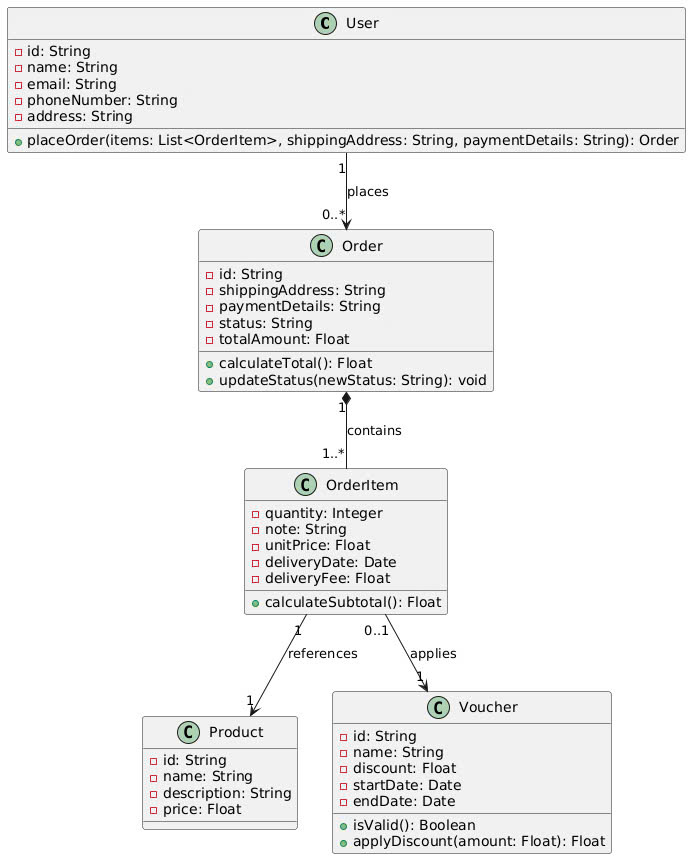 C User
id: String
name: String
email: String
phoneNumber: String
address: String
placeOrder(items: List<OrderItem>, shippingAddress: String, paymentDetails: String): Order
1
places
0..*
C Order
id: String
shippingAddress: String
paymentDetails: String
status: String
totalAmount: Float
calculateTotal(): Float
updateStatus(newStatus: String): void
1
contains
1..*
C OrderItem
quantity: Integer
note: String
unitPrice: Float
deliveryDate: Date
deliveryFee: Float
calculateSubtotal(): Float
1
references
1
0..1
applies
1
C Product
id: String
name: String
description: String
price: Float
C Voucher
id: String
name: String
discount: Float
startDate: Date
endDate: Date
isValid(): Boolean
applyDiscount(amount: Float): Float